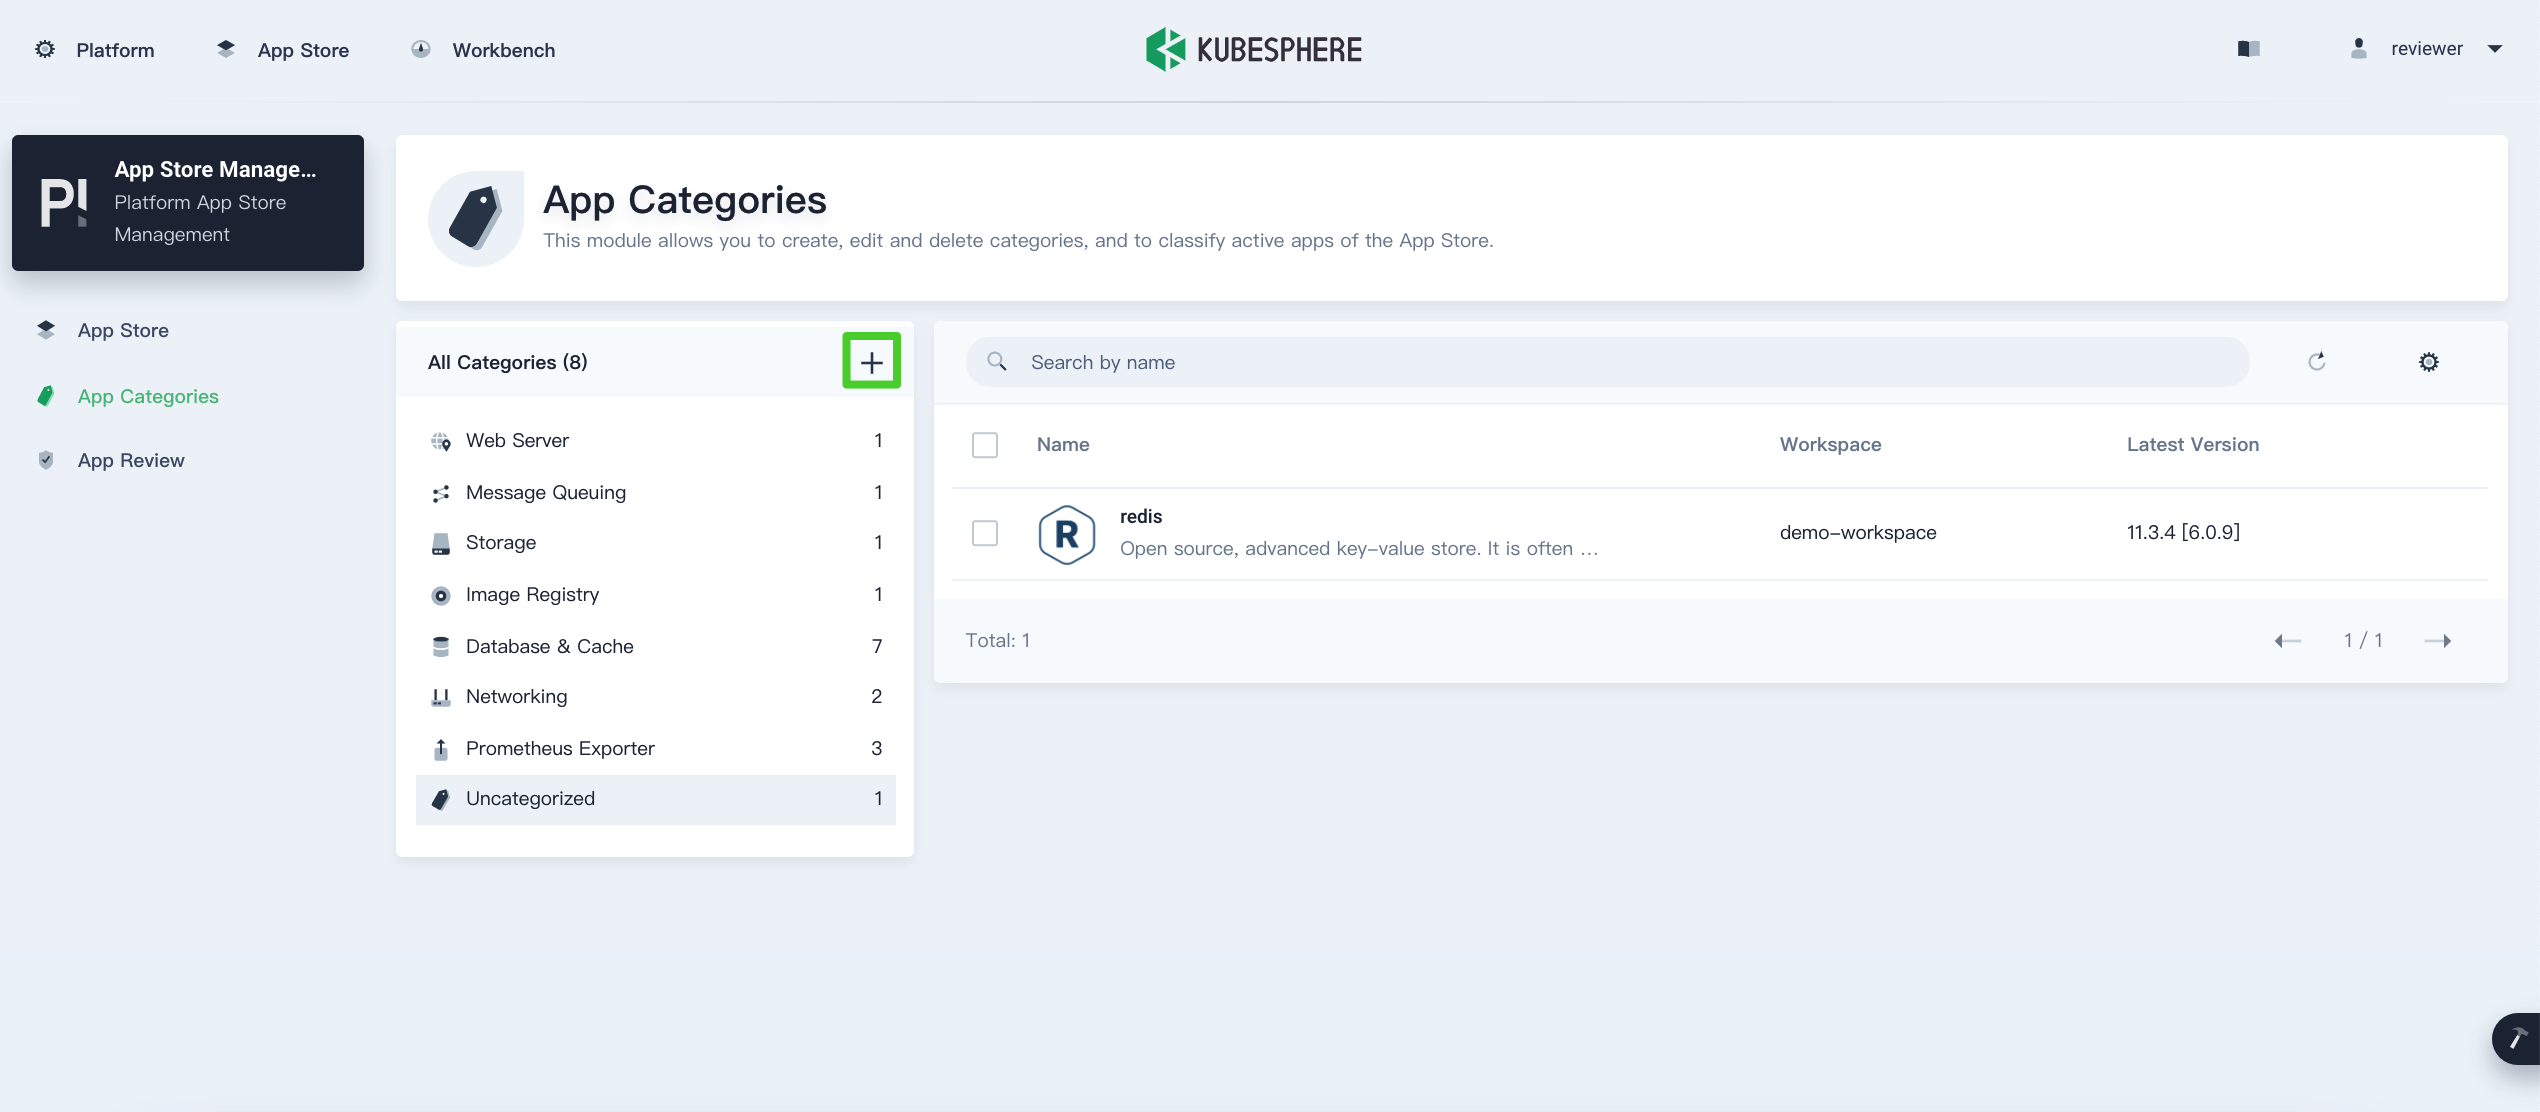 Platform
App Store
Workbench
KUBESPHERE
reviewer
App Store Manage...
Platform App Store
Management
App Store
App Categories
App Review
App Categories
This module allows you to create, edit and delete categories, and to classify active apps of the App Store.
All Categories (8)
Web Server 1
Message Queuing 1
Storage 1
Image Registry 1
Database & Cache 7
Networking 2
Prometheus Exporter 3
Uncategorized 1
Search by name
Name Workspace Latest Version
redis
Open source, advanced key-value store. It is often ...
demo-workspace
11.3.4 [6.0.9]
Total: 1
1 / 1